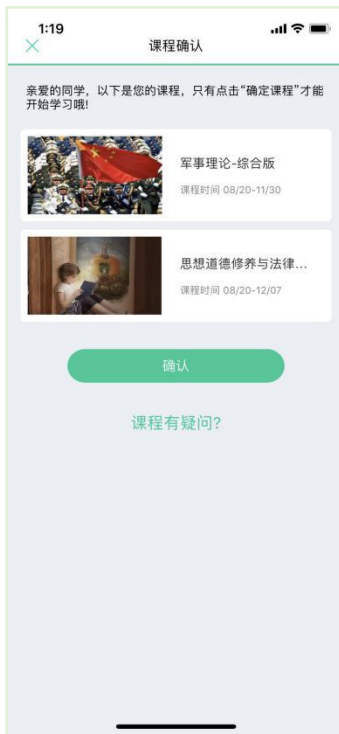 1:19
课程确认
亲爱的同学，以下是您的课程，只有点击“确定课程”才能
开始学习哦!
军事理论-综合版
课程时间 08/20-11/30
思想道德修养与法律...
课程时间 08/20-12/07
确认
课程有疑问?